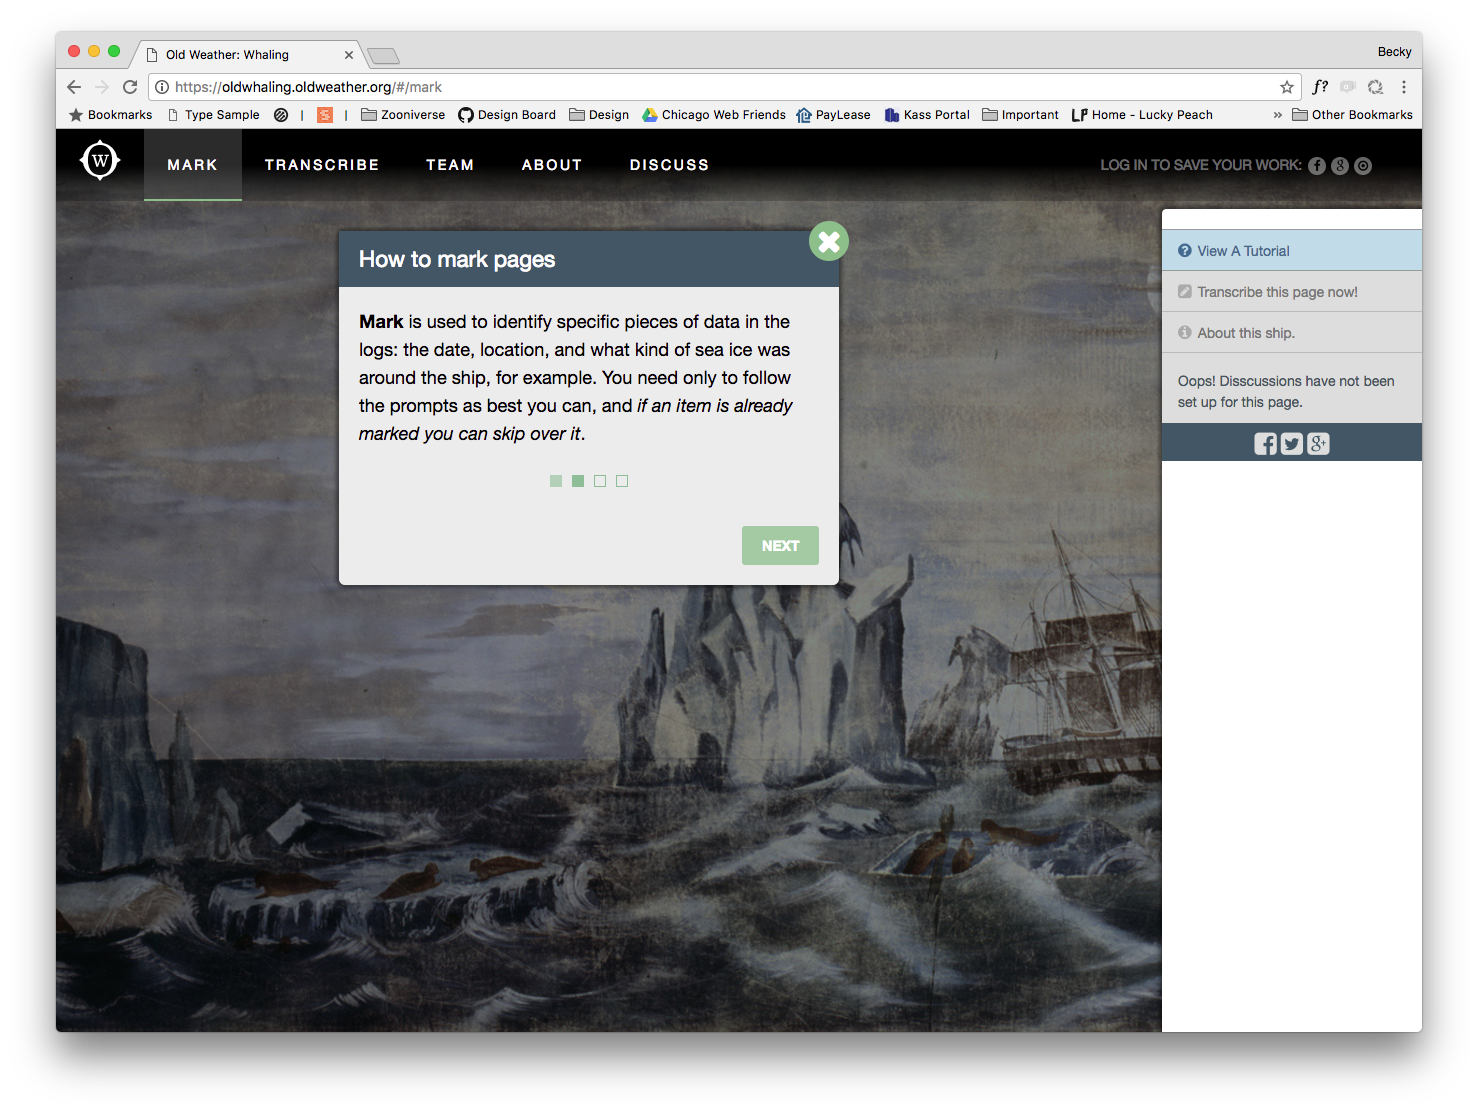 Old Weather: Whaling
Becky
https://oldwhaling.oldweather.org/#/mark
f?
Bookmarks
Type Sample
Zooniverse
Design Board
Design
Chicago Web Friends
PayLease
Kass Portal
Important
Home - Lucky Peach
»
Other Bookmarks
W
MARK
TRANSCRIBE
TEAM
ABOUT
DISCUSS
LOG IN TO SAVE YOUR WORK:
How to mark pages
Mark is used to identify specific pieces of data in the
logs: the date, location, and what kind of sea ice was
around the ship, for example. You need only to follow
the prompts as best you can, and if an item is already
marked you can skip over it.
NEXT
View A Tutorial
Transcribe this page now!
About this ship.
Oops! Disscussions have not been
set up for this page.